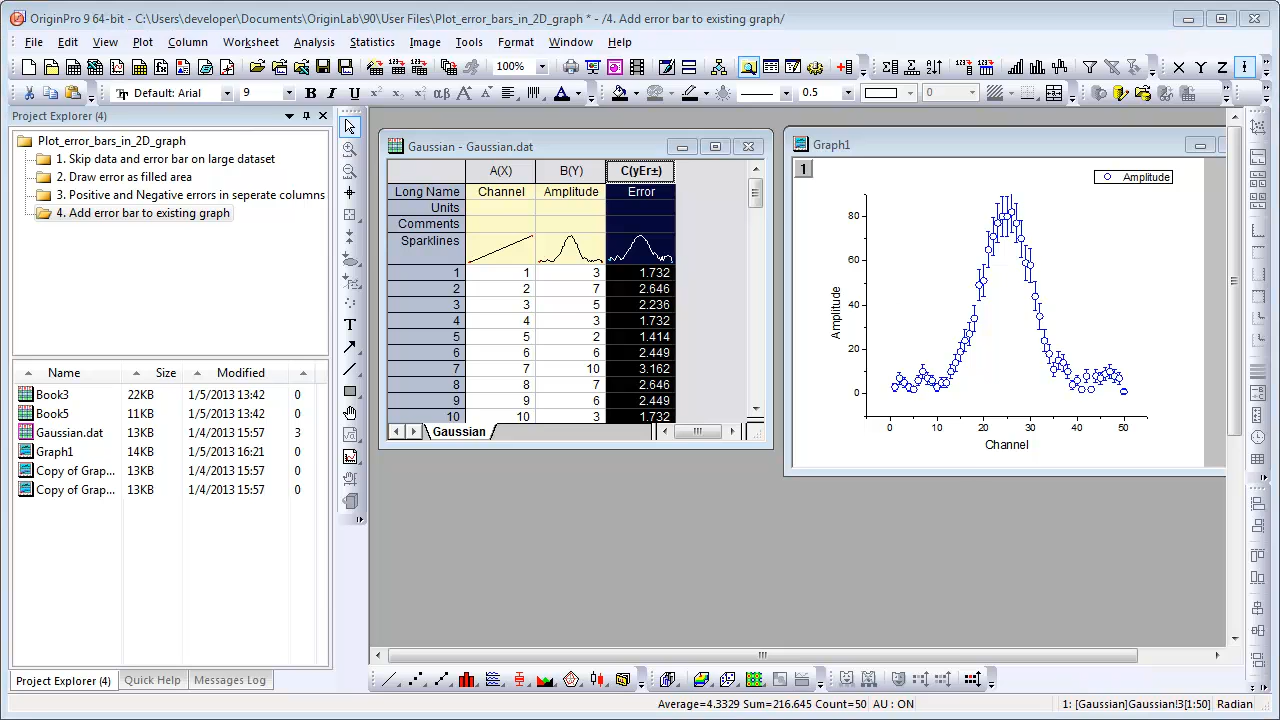 OriginPro 9 64-bit - C:\Users\developer\Documents\OriginLab\90\User Files\Plot_error_bars_in_2D_graph * - /4. Add error bar to existing graph/
File Edit View Plot Column Worksheet Analysis Statistics Image Tools Format Window Help
100%
Default: Arial 9 B I U αβ A A A 0.5 0
Project Explorer (4)
Plot_error_bars_in_2D_graph
1. Skip data and error bar on large dataset
2. Draw error as filled area
3. Positive and Negative errors in seperate columns
4. Add error bar to existing graph
Name Size Modified
Book3 22KB 1/5/2013 13:42 0
Book5 11KB 1/5/2013 13:42 0
Gaussian.dat 13KB 1/4/2013 15:57 3
Graph1 14KB 1/5/2013 16:21 0
Copy of Grap... 13KB 1/4/2013 15:57 0
Copy of Grap... 13KB 1/4/2013 15:57 0
Project Explorer (4) Quick Help Messages Log
Gaussian - Gaussian.dat
A(X) B(Y) C(yEr±)
Long Name Channel Amplitude Error
Units
Comments
Sparklines
1 1 3 1.732
2 2 7 2.646
3 3 5 2.236
4 4 3 1.732
5 5 2 1.414
6 6 6 2.449
7 7 10 3.162
8 8 7 2.646
9 9 6 2.449
10 10 3 1.732
Gaussian
Graph1
1
Amplitude
80
60
40
20
0
Amplitude
0 10 20 30 40 50
Channel
Average=4.3329 Sum=216.645 Count=50 AU : ON 1: [Gaussian]Gaussian!3[1:50] Radian